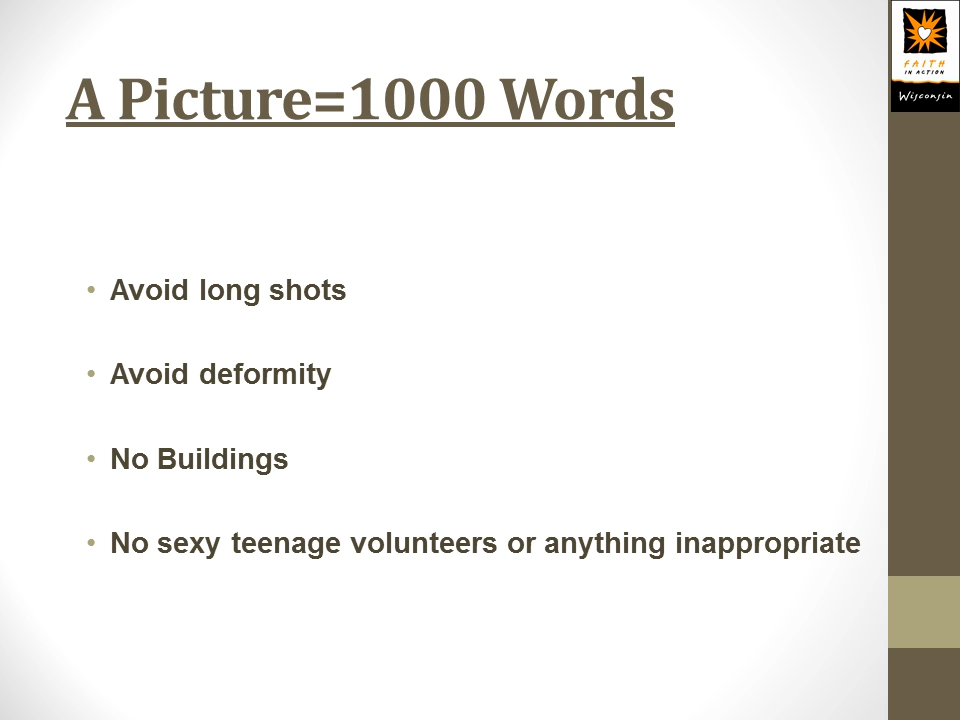 FAITH
IN ACTION
Wisconsin
A Picture=1000 Words
• Avoid long shots
• Avoid deformity
• No Buildings
• No sexy teenage volunteers or anything inappropriate